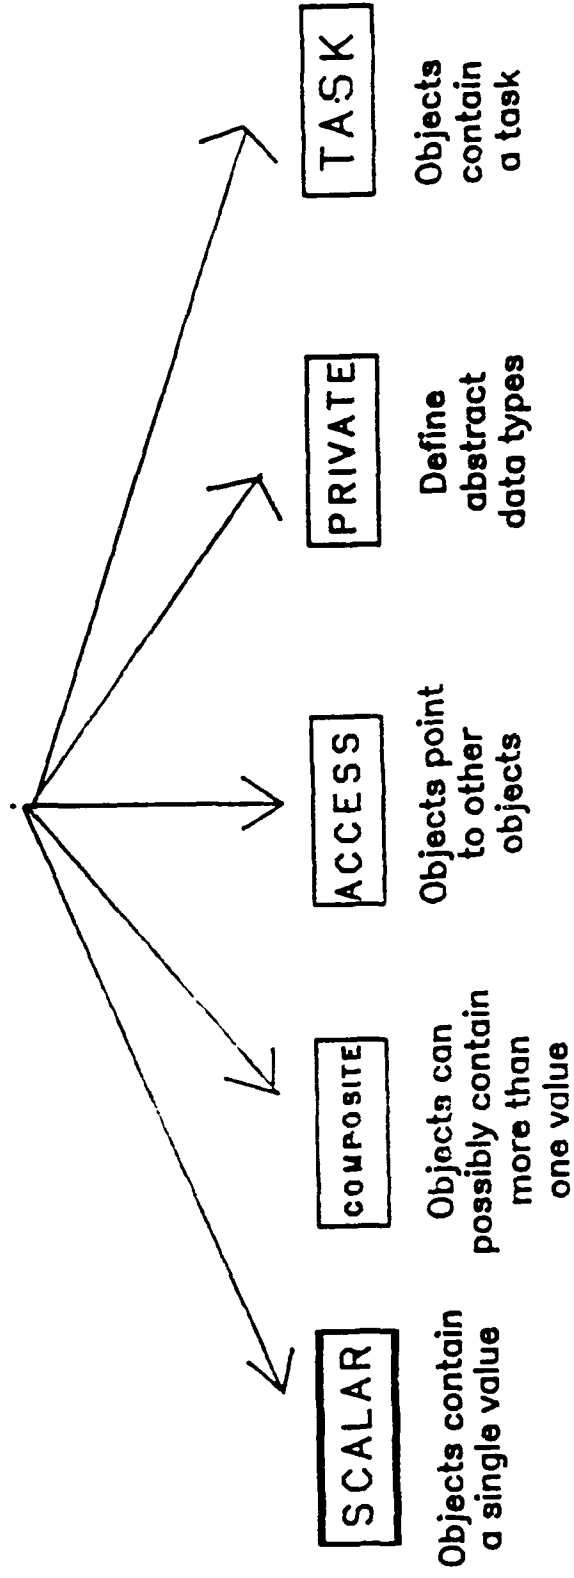 SCALAR
Objects contain
a single value
COMPOSITE
Objects can
possibly contain
more than
one value
ACCESS
Objects point
to other
objects
PRIVATE
Define
abstract
data types
TASK
Objects
contain
a task